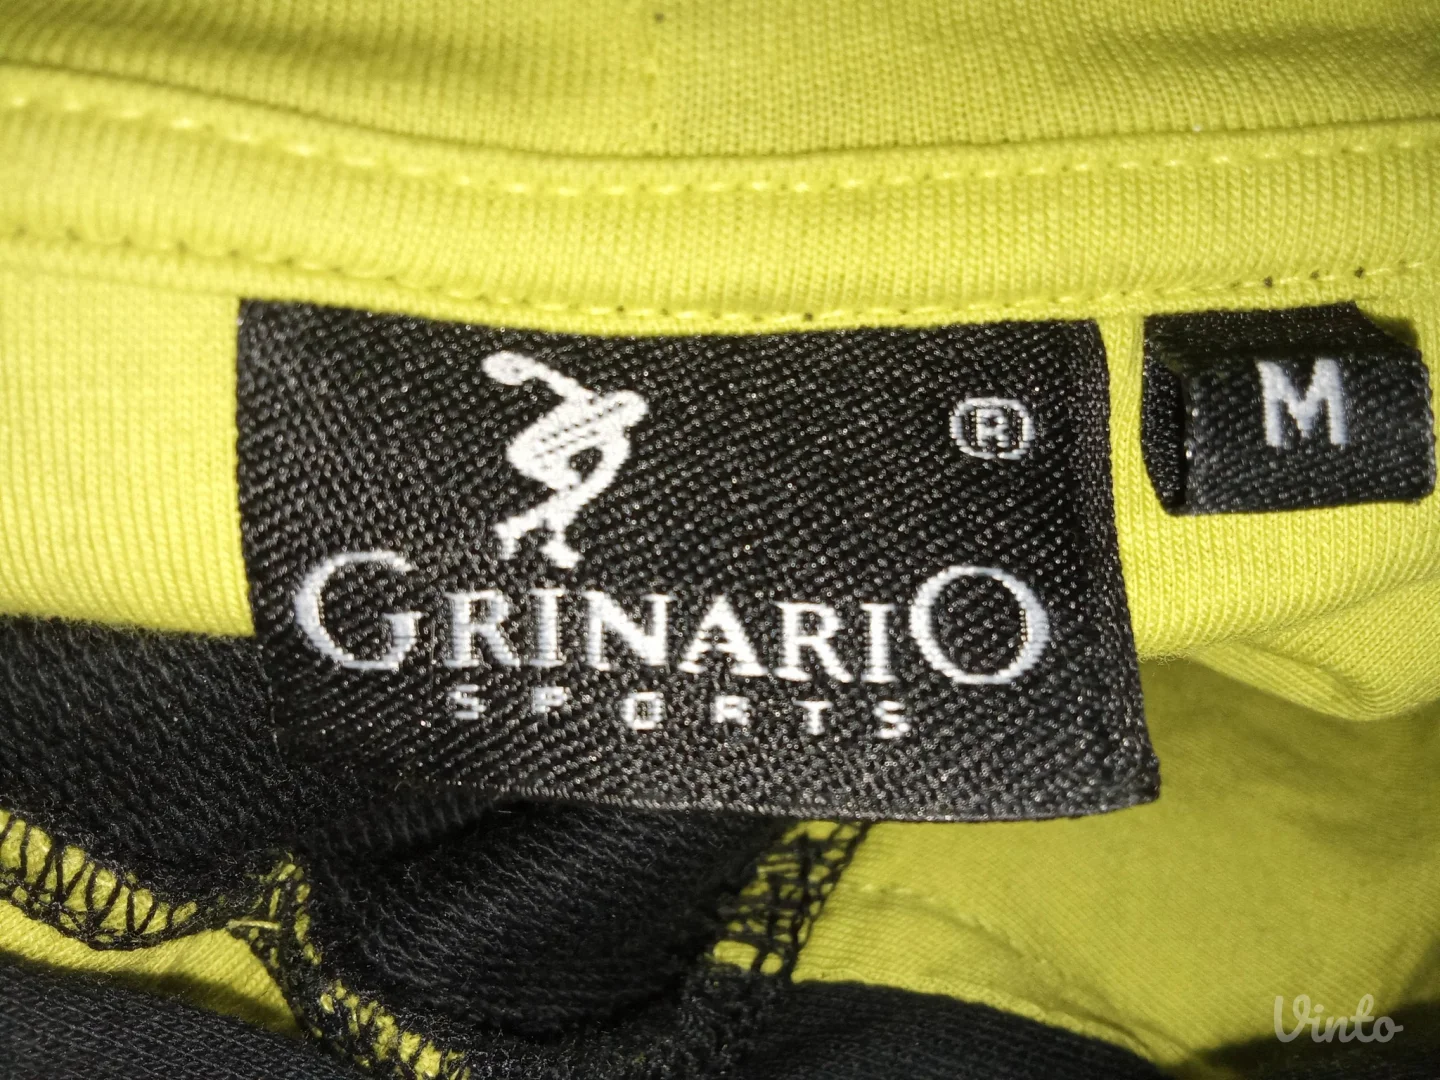 ®
M
GRINARIO
SPORTS
Vinto